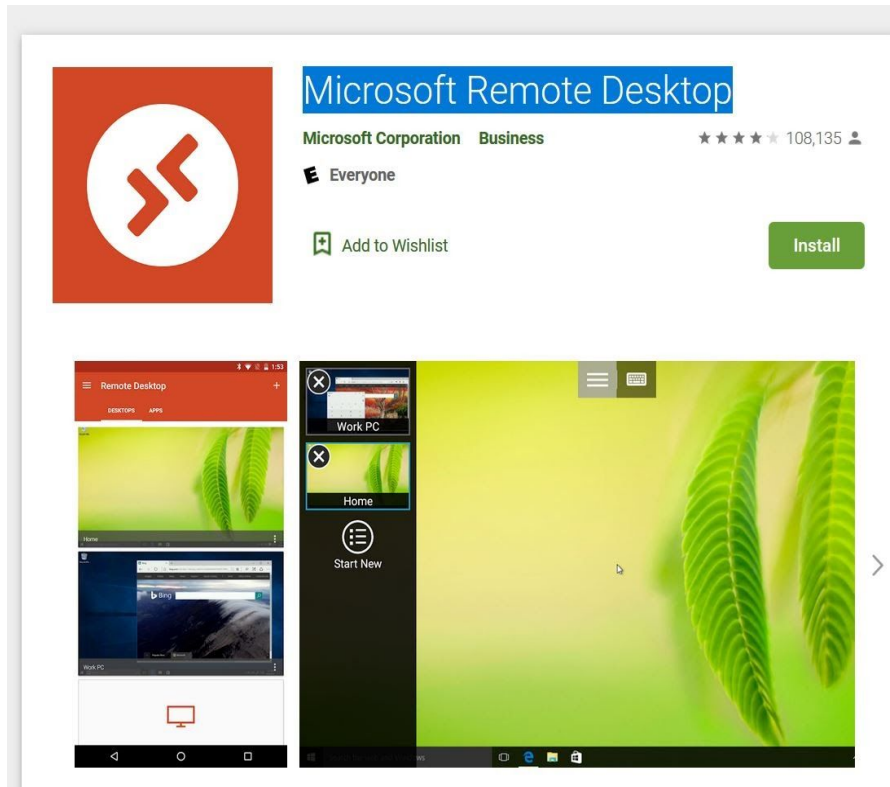 Microsoft Remote Desktop
Microsoft Corporation Business 108,135
E Everyone
Add to Wishlist
Install
1:53
Remote Desktop
DESKTOPS APPS
Home
Bing
Work PC
Work PC
Home
Start New